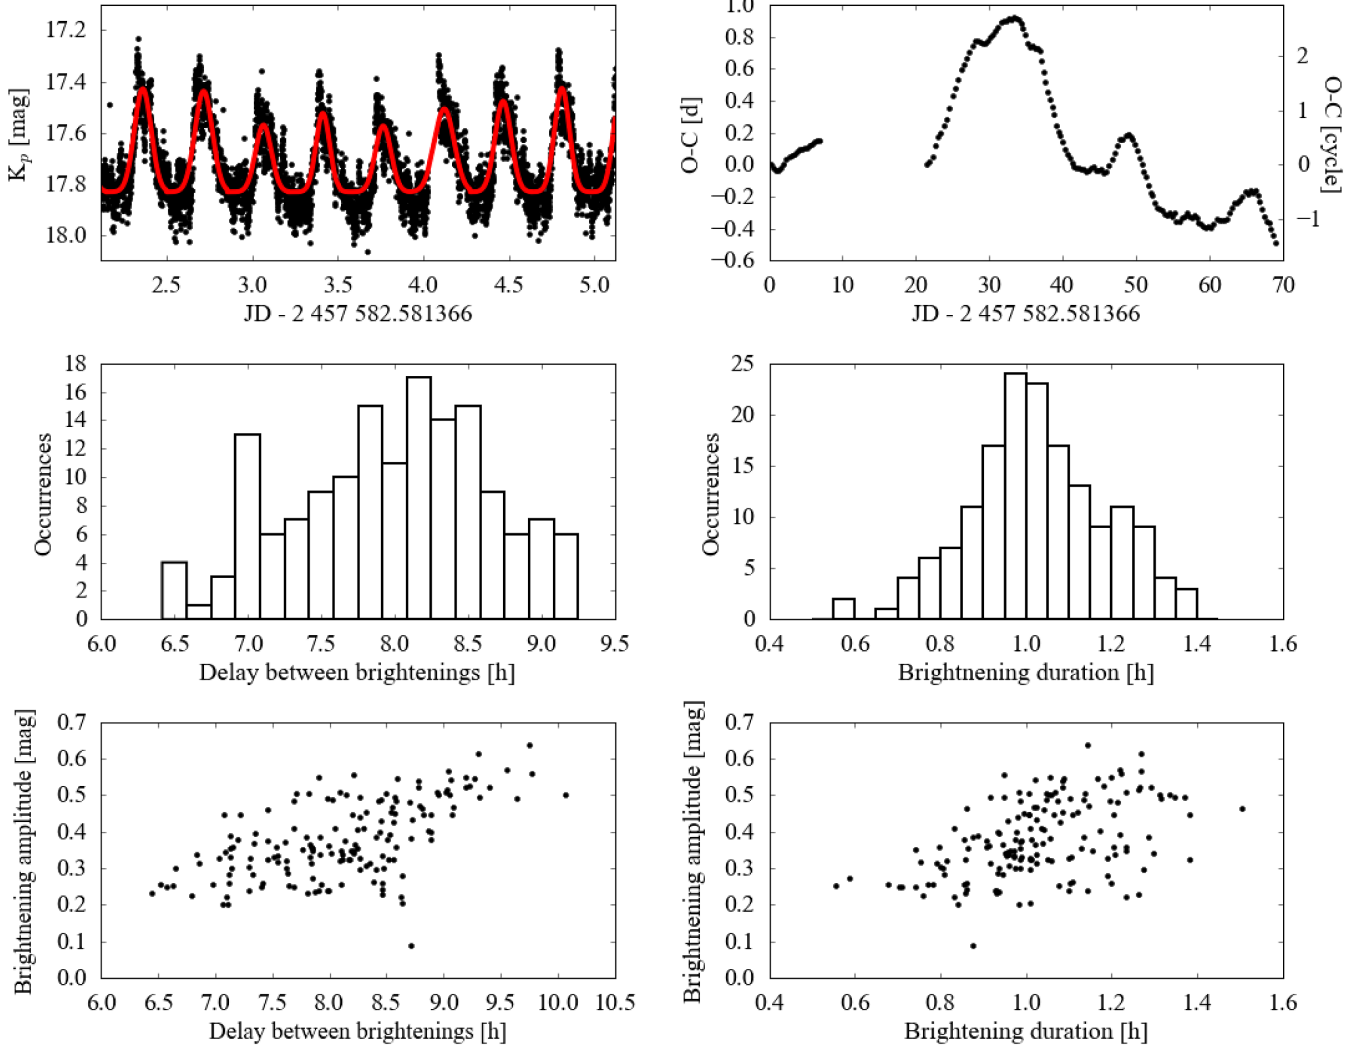 17.2
17.4
17.6
17.8
18.0
K_p [mag]
2.5 3.0 3.5 4.0 4.5 5.0
JD - 2 457 582.581366
1.0
0.8
0.6
0.4
0.2
0.0
−0.2
−0.4
−0.6
O-C [d]
2
1
0
−1
O-C [cycle]
0 10 20 30 40 50 60 70
JD - 2 457 582.581366
18
16
14
12
10
8
6
4
2
0
Occurrences
6.0 6.5 7.0 7.5 8.0 8.5 9.0 9.5
Delay between brightenings [h]
25
20
15
10
5
0
Occurrences
0.4 0.6 0.8 1.0 1.2 1.4 1.6
Brightnening duration [h]
0.7
0.6
0.5
0.4
0.3
0.2
0.1
0.0
Brightnening amplitude [mag]
6.0 6.5 7.0 7.5 8.0 8.5 9.0 9.5 10.0 10.5
Delay between brightenings [h]
0.7
0.6
0.5
0.4
0.3
0.2
0.1
0.0
Brightnening amplitude [mag]
0.4 0.6 0.8 1.0 1.2 1.4 1.6
Brightening duration [h]